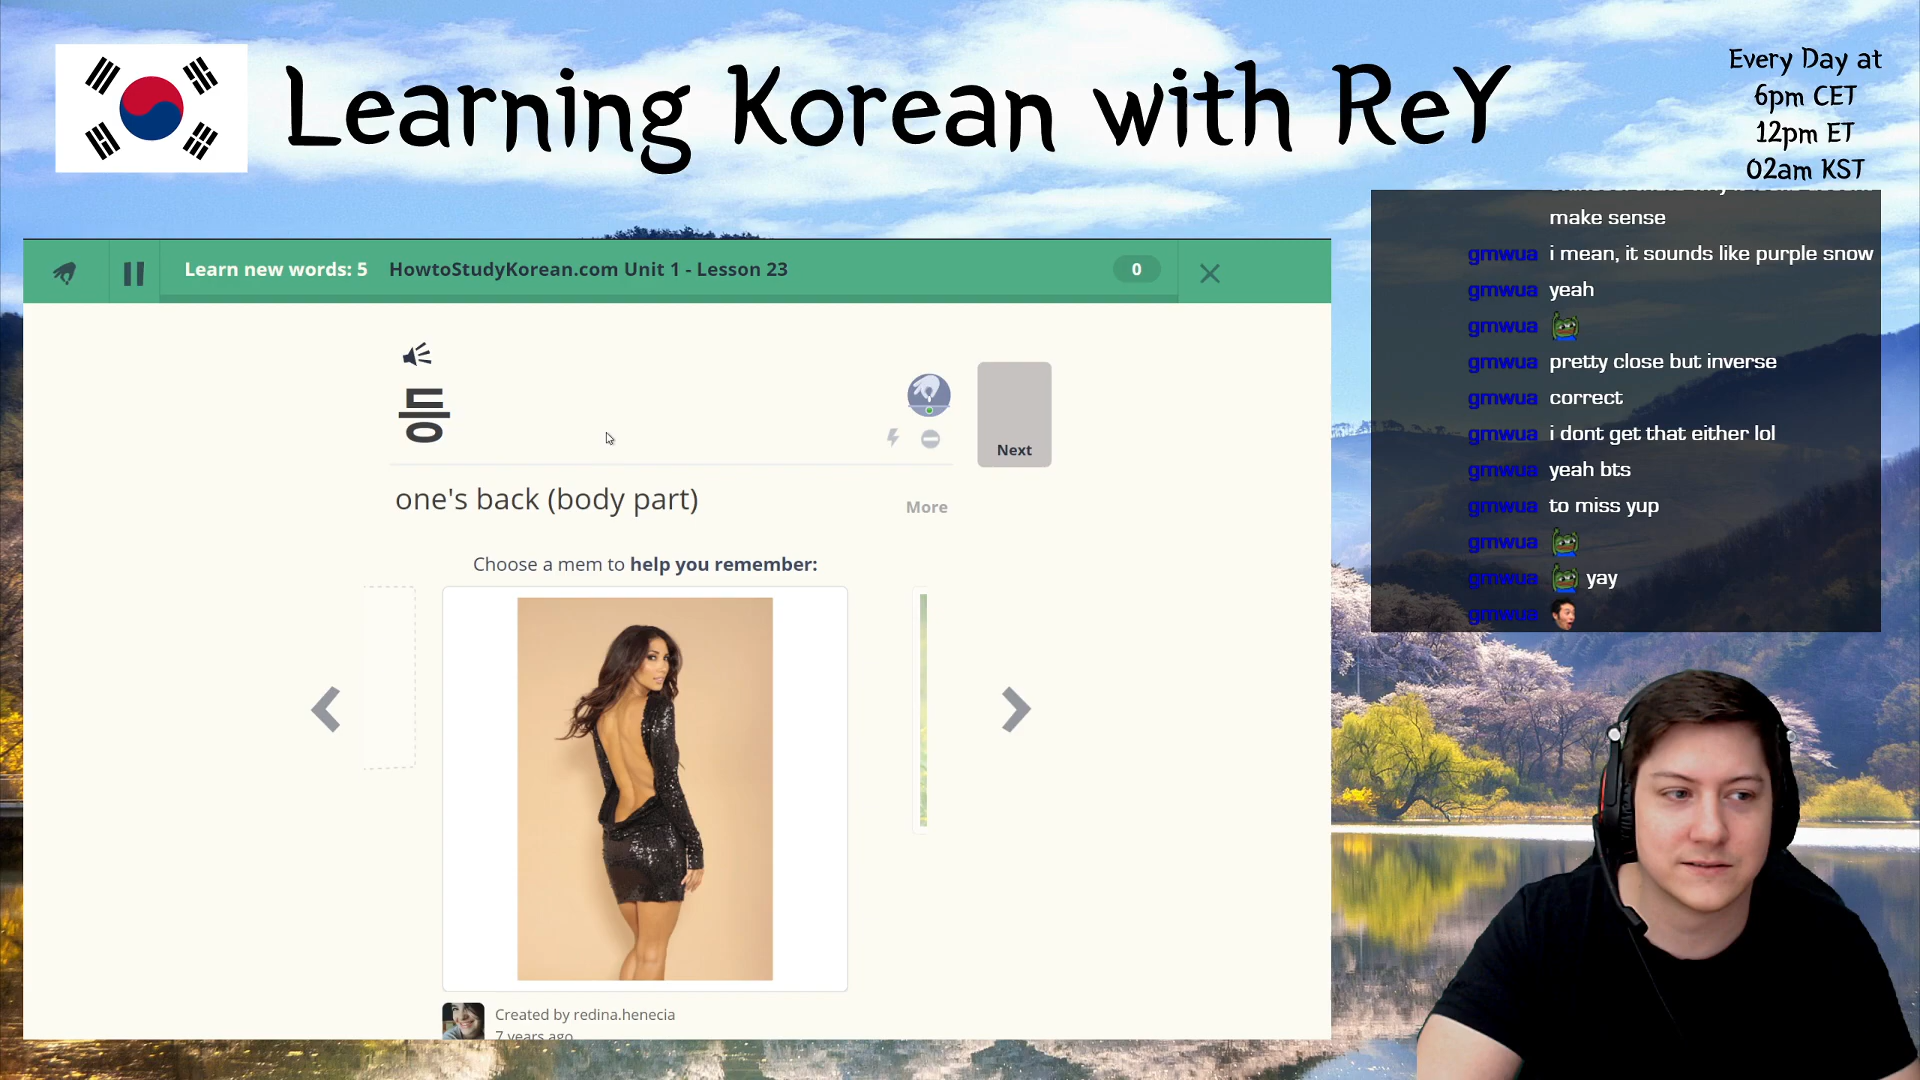 Learning Korean with ReY
Every Day at
6pm CET
12pm ET
02am KST
make sense
gmwua i mean, it sounds like purple snow
gmwua yeah
gmwua
gmwua pretty close but inverse
gmwua correct
gmwua i dont get that either lol
gmwua yeah bts
gmwua to miss yup
gmwua
gmwua yay
gmwua
Learn new words: 5 HowtoStudyKorean.com Unit 1 - Lesson 23
0
등
Next
one's back (body part)
More
Choose a mem to help you remember:
Created by redina.henecia
7 years ago